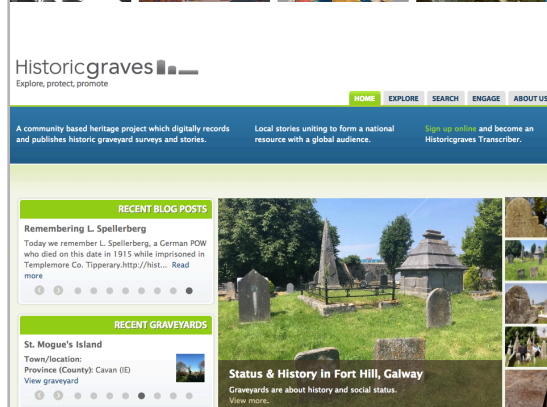 Historicgraves
Explore, protect, promote
HOME EXPLORE SEARCH ENGAGE ABOUT US
A community based heritage project which digitally records
and publishes historic graveyard surveys and stories.
Local stories uniting to form a national
resource with a global audience.
Sign up online and become an
Historicgraves Transcriber.
RECENT BLOG POSTS
Remembering L. Spellerberg
Today we remember L. Spellerberg, a German POW
who died on this date in 1915 while imprisoned in
Templemore Co. Tipperary.http://hist... Read
more
RECENT GRAVEYARDS
St. Mogue's Island
Town/location:
Province (County): Cavan (IE)
View graveyard
Status & History in Fort Hill, Galway
Graveyards are about history and social status.
View more.